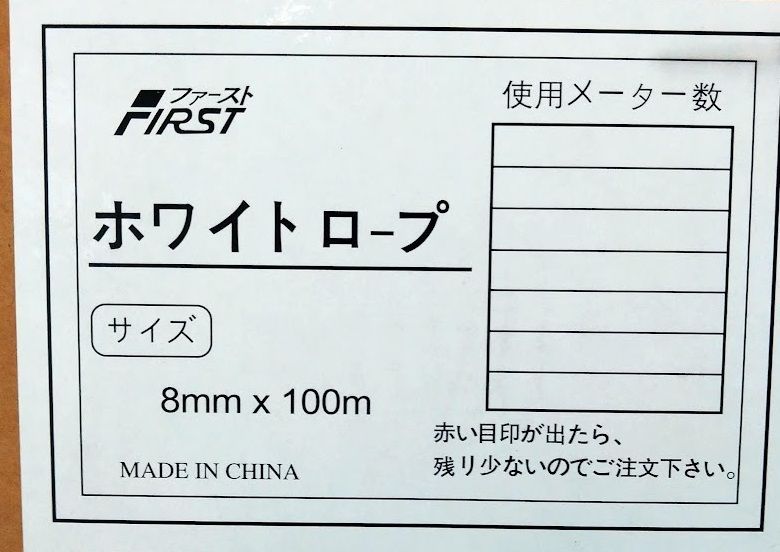 ファースト
FIRST
ホワイトロ-プ
サイズ
8mm x 100m
MADE IN CHINA
使用メーター数
赤い目印が出たら、
残り少ないのでご注文下さい。